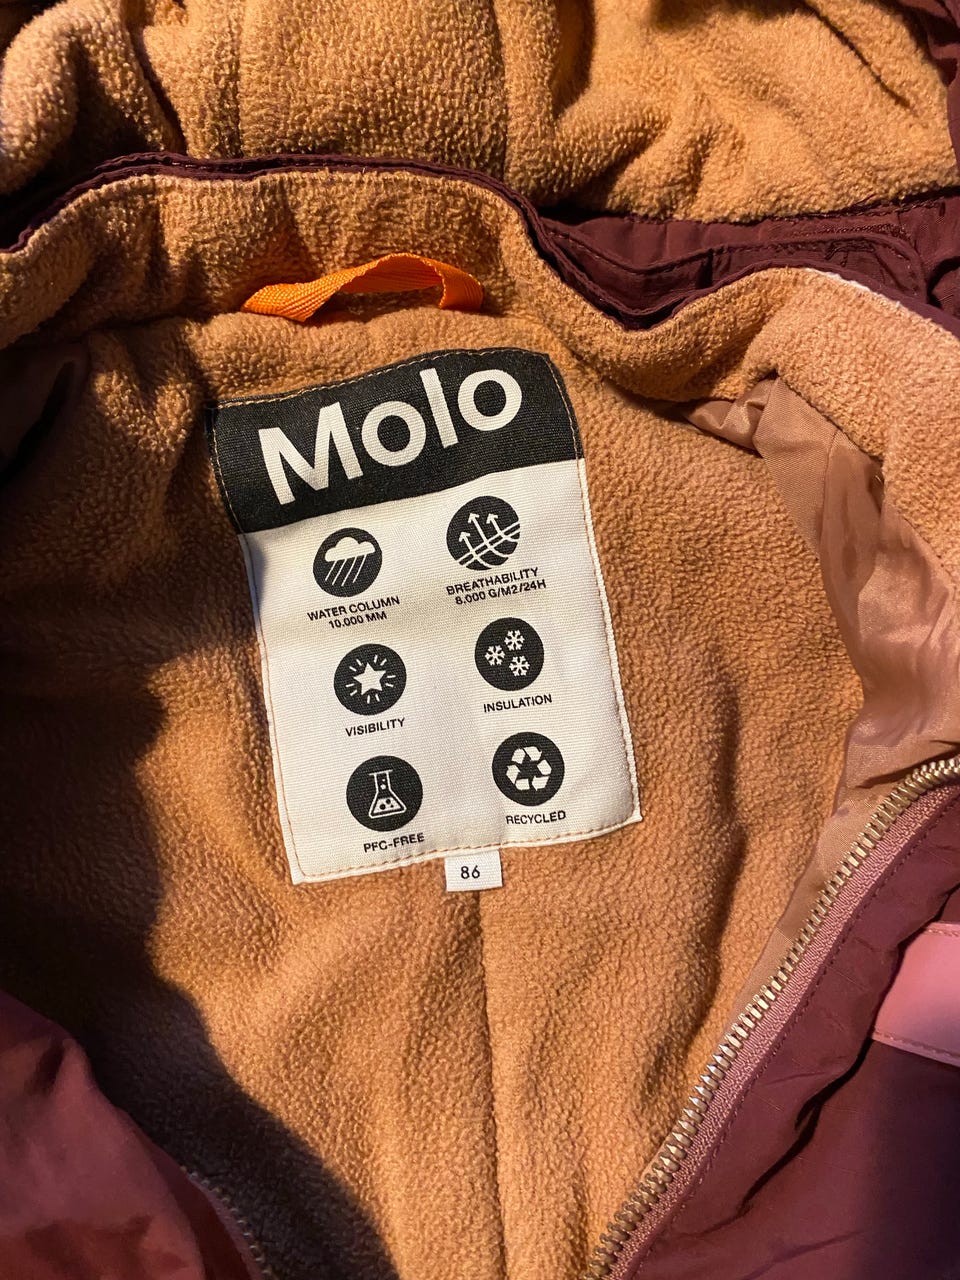 Molo
WATER COLUMN
10.000 MM
BREATHABILITY
8.000 G/M2/24H
VISIBILITY
INSULATION
PFC-FREE
RECYCLED
86